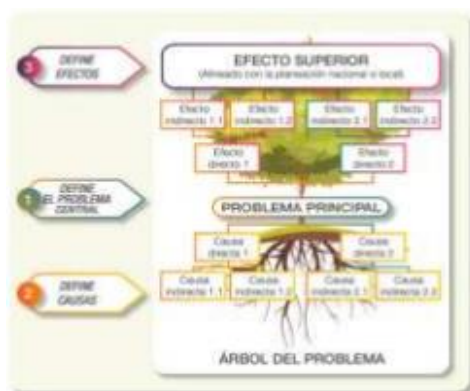 3
DEFINE
EFECTOS
EFECTO SUPERIOR
(Alineado con la planeación nacional o local)
Efecto
indirecto 1.1
Efecto
indirecto 1.2
Efecto
indirecto 2.1
Efecto
indirecto 2.2
Efecto
directo 1
Efecto
directo 2
1
DEFINE
EL PROBLEMA
CENTRAL
PROBLEMA PRINCIPAL
Causa
directa 1
Causa
directa 2
2
DEFINE
CAUSAS
Causa
indirecta 1.1
Causa
indirecta 1.2
Causa
indirecta 2.1
Causa
indirecta 2.2
ÁRBOL DEL PROBLEMA